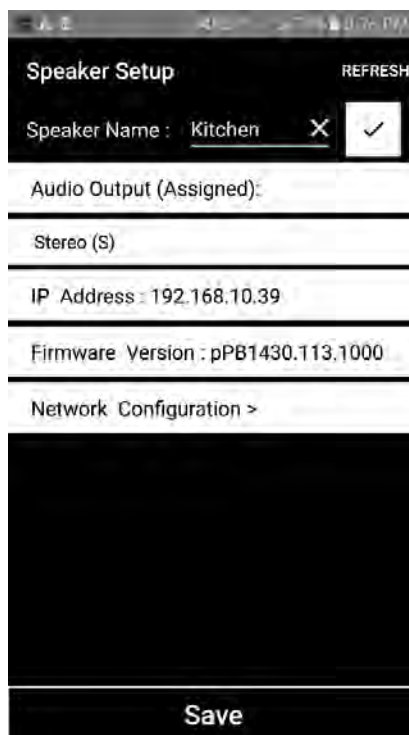 Speaker Setup REFRESH
Speaker Name : Kitchen
Audio Output (Assigned):
Stereo (S)
IP Address : 192.168.10.39
Firmware Version : pPB1430.113.1000
Network Configuration >
Save